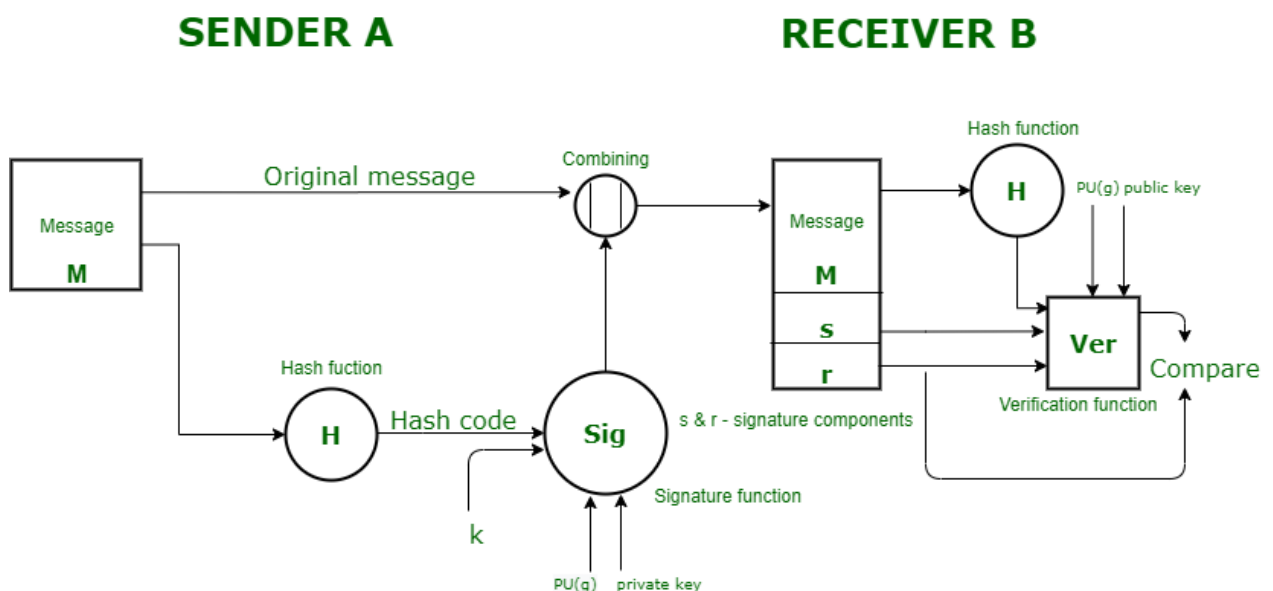 SENDER A
RECEIVER B
Hash function
Combining
Original message
H
PU(g) public key
Message
M
Message
M
s
r
Ver
Compare
Verification function
Hash fuction
H
Hash code
Sig
s & r - signature components
Signature function
k
PU(g)
private key